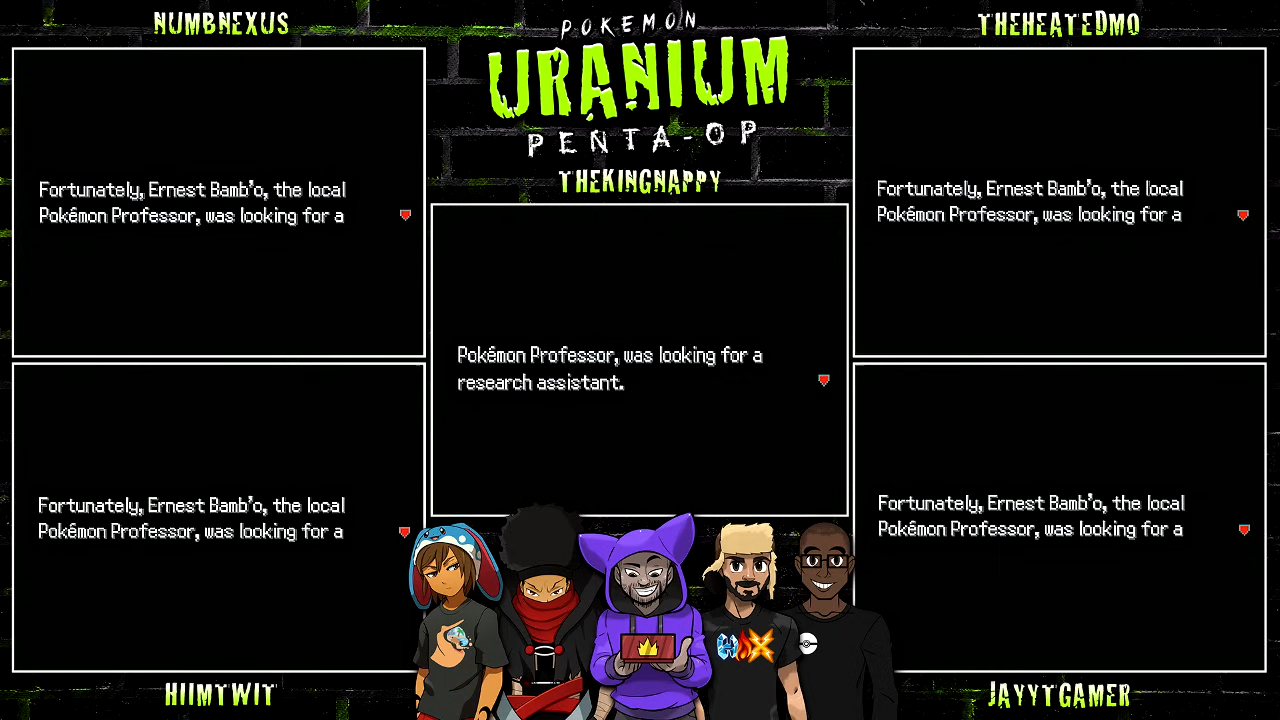 NUMBNEXUS
POKEMON
URANIUM
PENTA-OP
THEKINGNAPPY
THEHEATEDMO
Fortunately, Ernest Bamb'o, the local
Pokémon Professor, was looking for a
Fortunately, Ernest Bamb'o, the local
Pokémon Professor, was looking for a
Pokémon Professor, was looking for a
research assistant.
Fortunately, Ernest Bamb'o, the local
Pokémon Professor, was looking for a
Fortunately, Ernest Bamb'o, the local
Pokémon Professor, was looking for a
HIIMTWIT
JAYYTGAMER